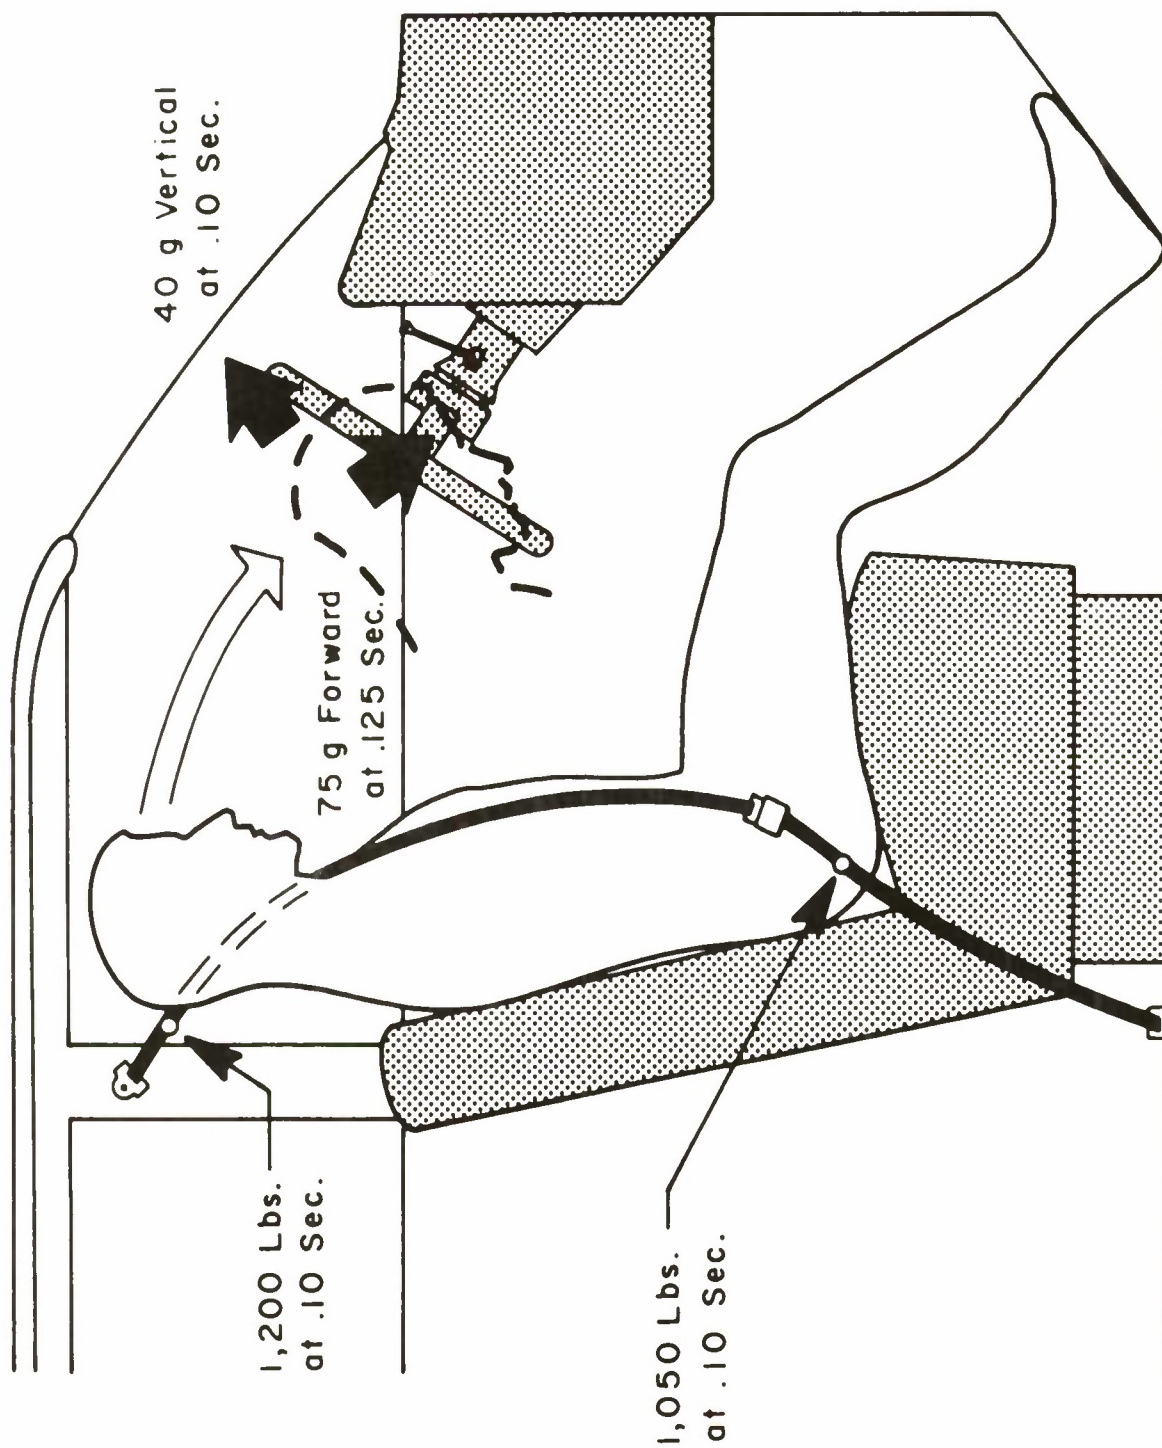 40 g Vertical
at .10 Sec.
75 g Forward
at .125 Sec.
1,200 Lbs.
at .10 Sec.
1,050 Lbs.
at .10 Sec.